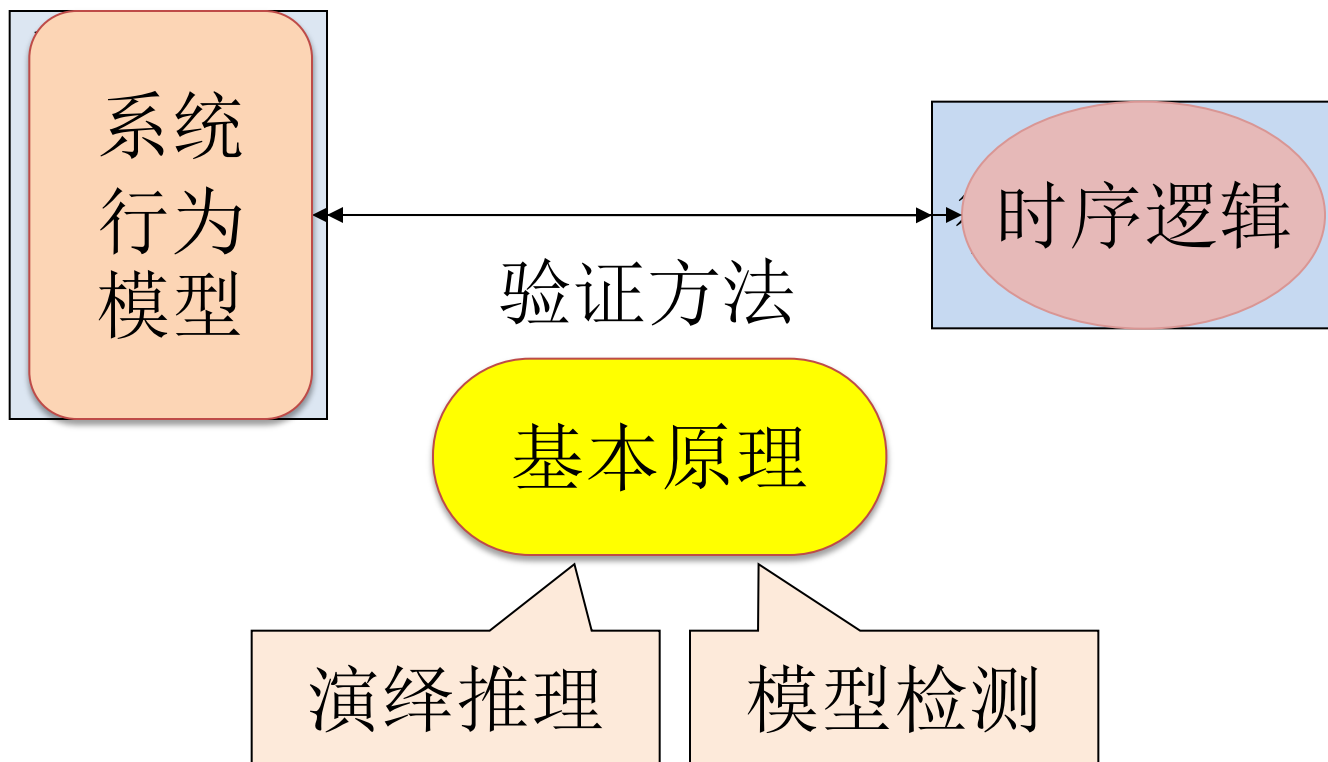 系统
行为
模型
时序逻辑
验证方法
基本原理
演绎推理
模型检测